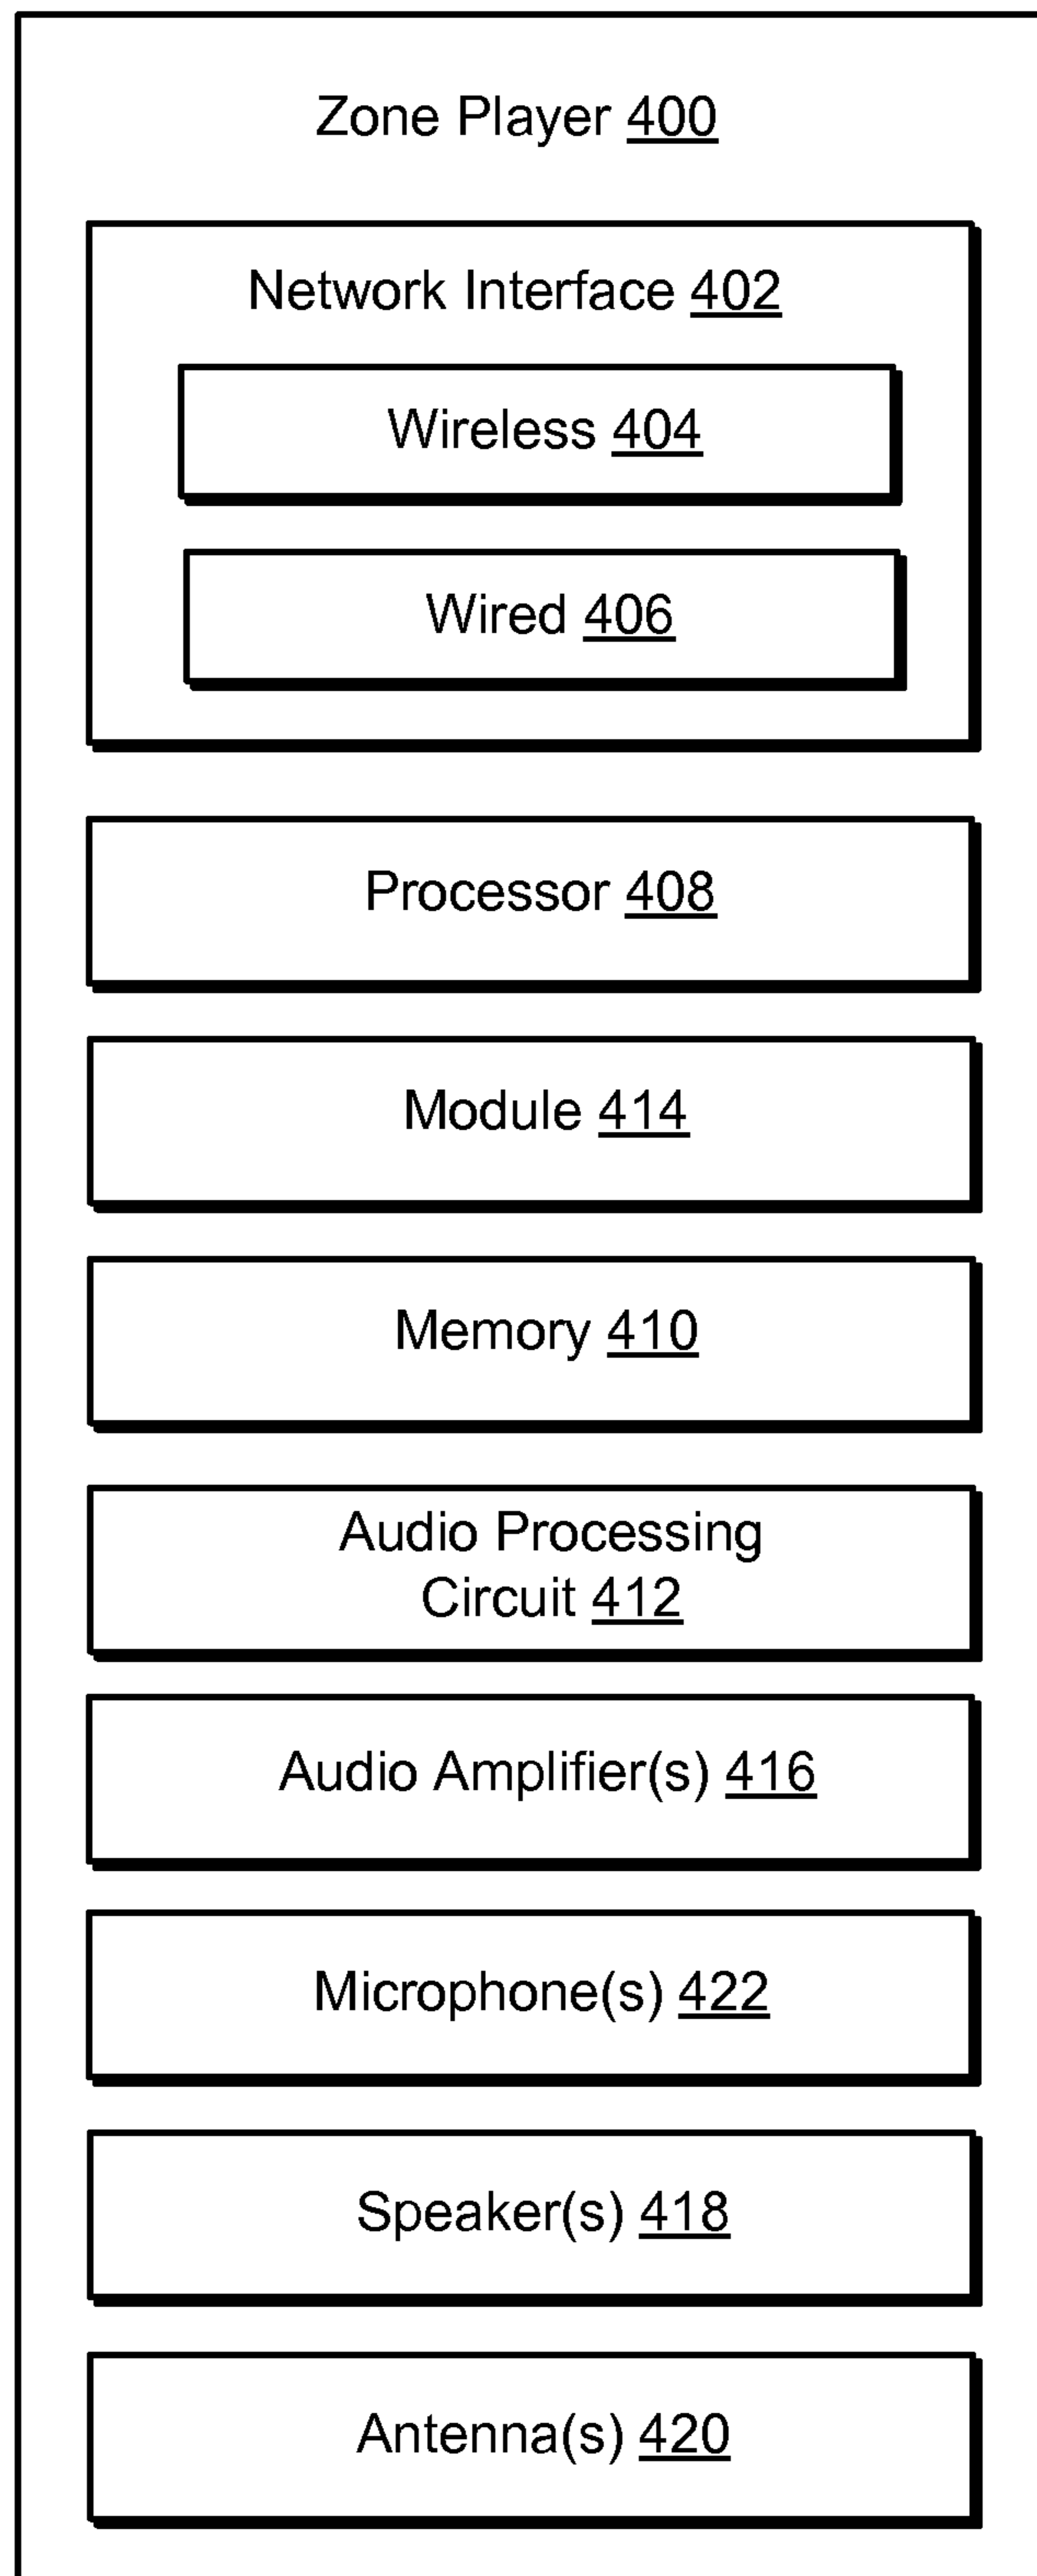 Zone Player 400
Network Interface 402
Wireless 404
Wired 406
Processor 408
Module 414
Memory 410
Audio Processing
Circuit 412
Audio Amplifier(s) 416
Microphone(s) 422
Speaker(s) 418
Antenna(s) 420